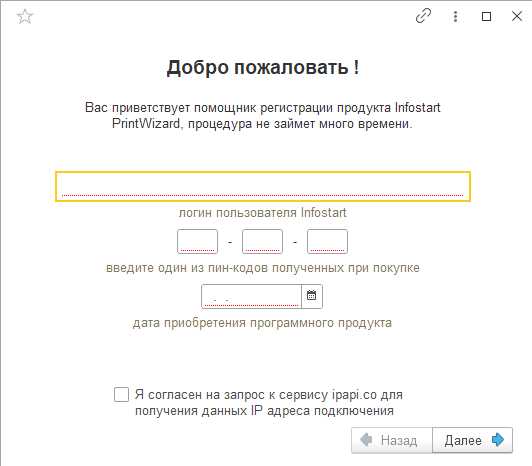 Добро пожаловать !
Вас приветствует помощник регистрации продукта Infostart
PrintWizard, процедура не займет много времени.
логин пользователя Infostart
- -
введите один из пин-кодов полученных при покупке
. .
дата приобретения программного продукта
Я согласен на запрос к сервису ipapi.co для
получения данных IP адреса подключения
Назад Далее